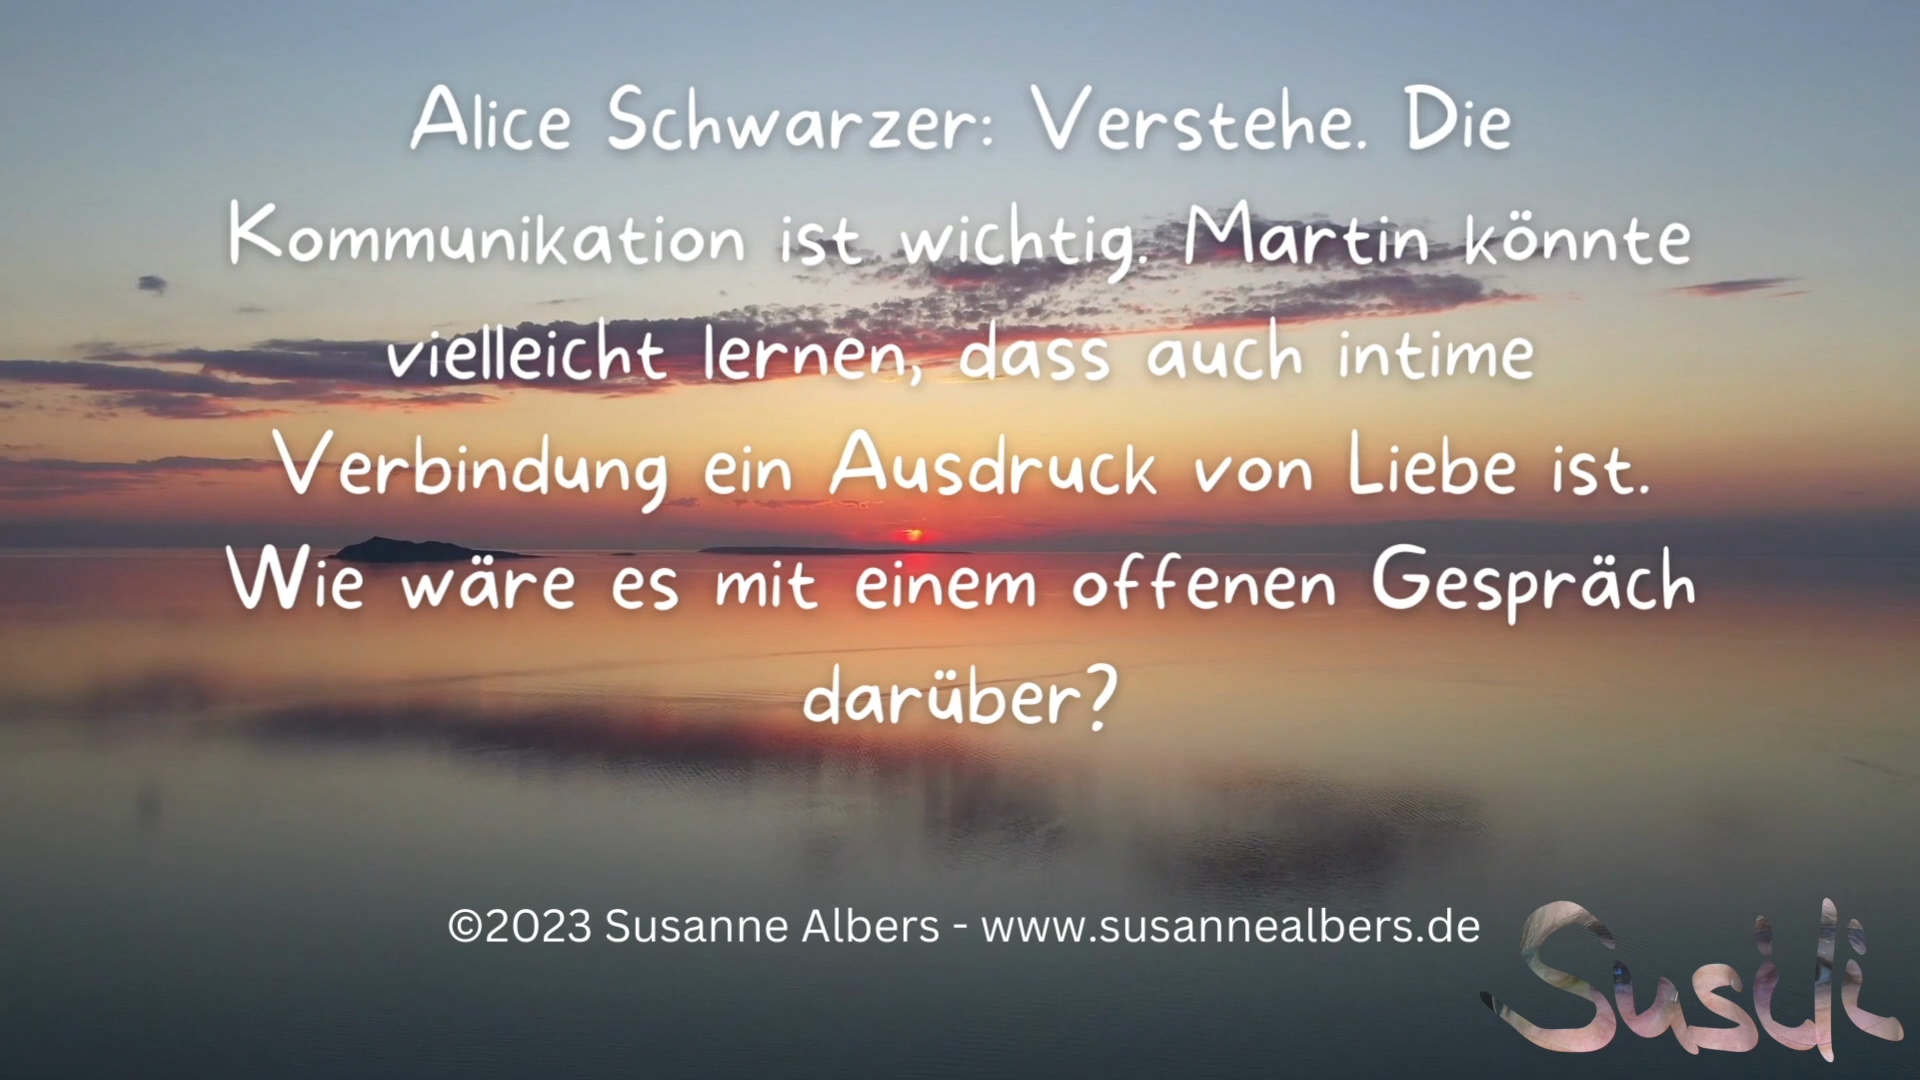 Alice Schwarzer: Verstehe. Die
Kommunikation ist wichtig. Martin könnte
vielleicht lernen, dass auch intime
Verbindung ein Ausdruck von Liebe ist.
Wie wäre es mit einem offenen Gespräch
darüber?
©2023 Susanne Albers - www.susannealbers.de
Susili